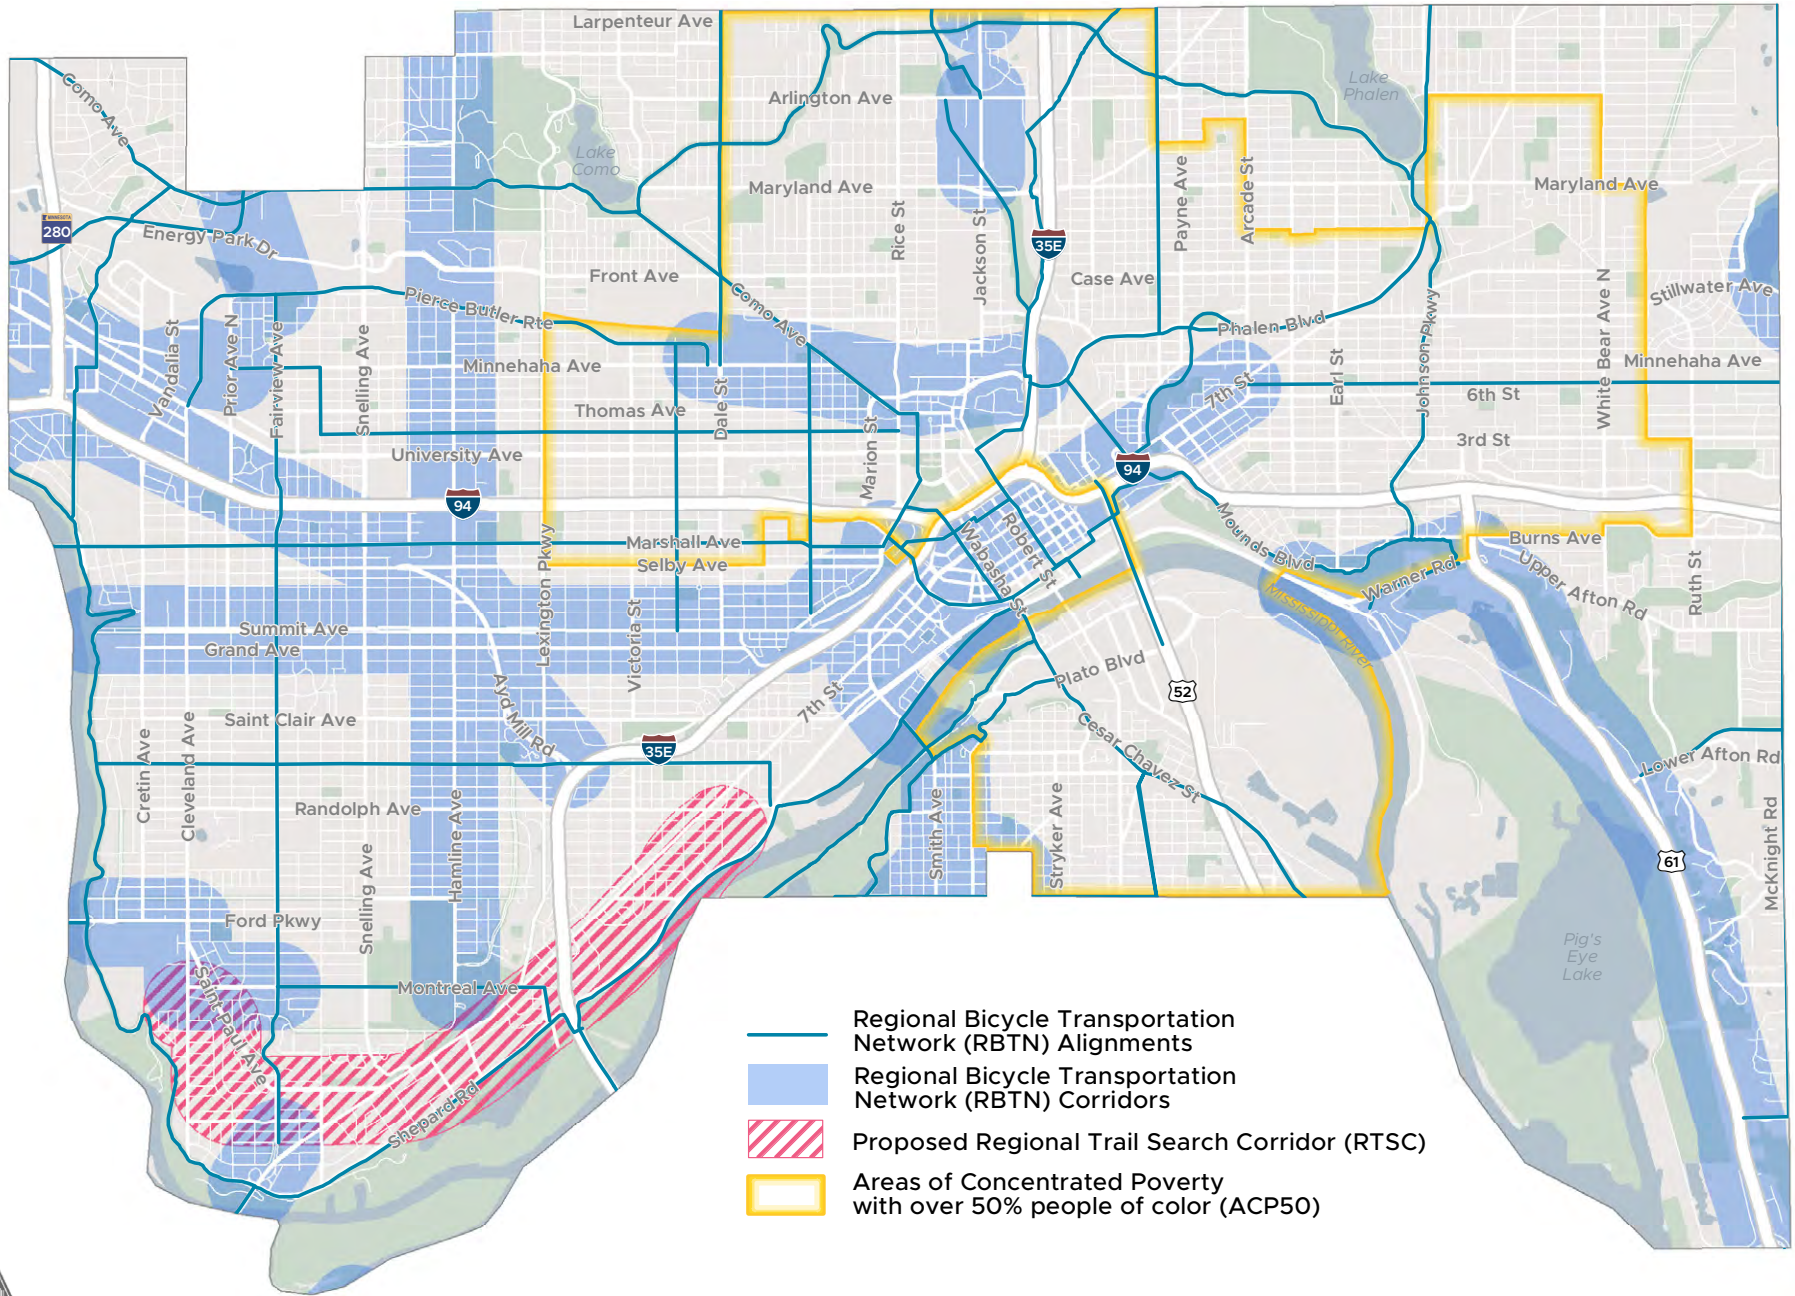 Larpenteur Ave
Como Ave
Lake
Phalen
Arlington Ave
Lake
Como
Maryland Ave
Maryland Ave
Payne Ave
Arcade St
Rice St
Jackson St
MINNESOTA
280
Energy Park Dr
35E
Front Ave
Case Ave
Stillwater Ave
Pierce Butler Rte
Como Ave
Phalen Blvd
Johnson Pkwy
White Bear Ave N
Vandalia St
Prior Ave N
Fairview Ave
Snelling Ave
Minnehaha Ave
Minnehaha Ave
Earl St
7th St
6th St
Thomas Ave
Dale St
Marion St
3rd St
University Ave
94
94
Mounds Blvd
Wabasha St
Robert St
Marshall Ave
Selby Ave
Burns Ave
Lexington Pkwy
Warner Rd
Upper Afton Rd
Ruth St
Mississippi River
Summit Ave
Grand Ave
Victoria St
Plato Blvd
52
7th St
Ayd Mill Rd
Saint Clair Ave
Cesar Chavez St
35E
Lower Afton Rd
Cretin Ave
Cleveland Ave
Randolph Ave
Hamline Ave
Smith Ave
Stryker Ave
McKnight Rd
61
Snelling Ave
Ford Pkwy
Pig's
Eye
Lake
Saint Paul Ave
Montreal Ave
Shepard Rd
Regional Bicycle Transportation
Network (RBTN) Alignments
Regional Bicycle Transportation
Network (RBTN) Corridors
Proposed Regional Trail Search Corridor (RTSC)
Areas of Concentrated Poverty
with over 50% people of color (ACP50)